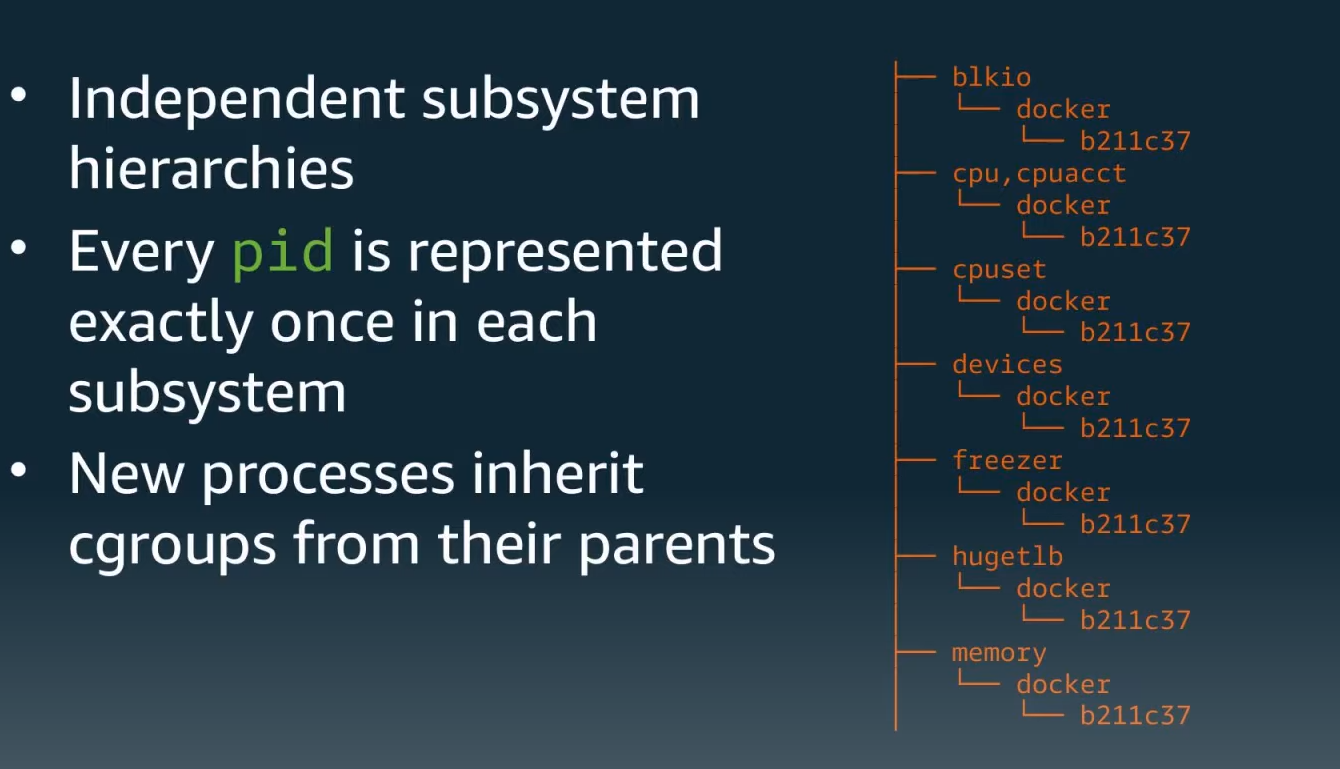 • Independent subsystem
hierarchies
• Every pid is represented
exactly once in each
subsystem
• New processes inherit
cgroups from their parents
├── blkio
│   └── docker
│       └── b211c37
├── cpu,cpuacct
│   └── docker
│       └── b211c37
├── cpuset
│   └── docker
│       └── b211c37
├── devices
│   └── docker
│       └── b211c37
├── freezer
│   └── docker
│       └── b211c37
├── hugetlb
│   └── docker
│       └── b211c37
├── memory
│   └── docker
│       └── b211c37